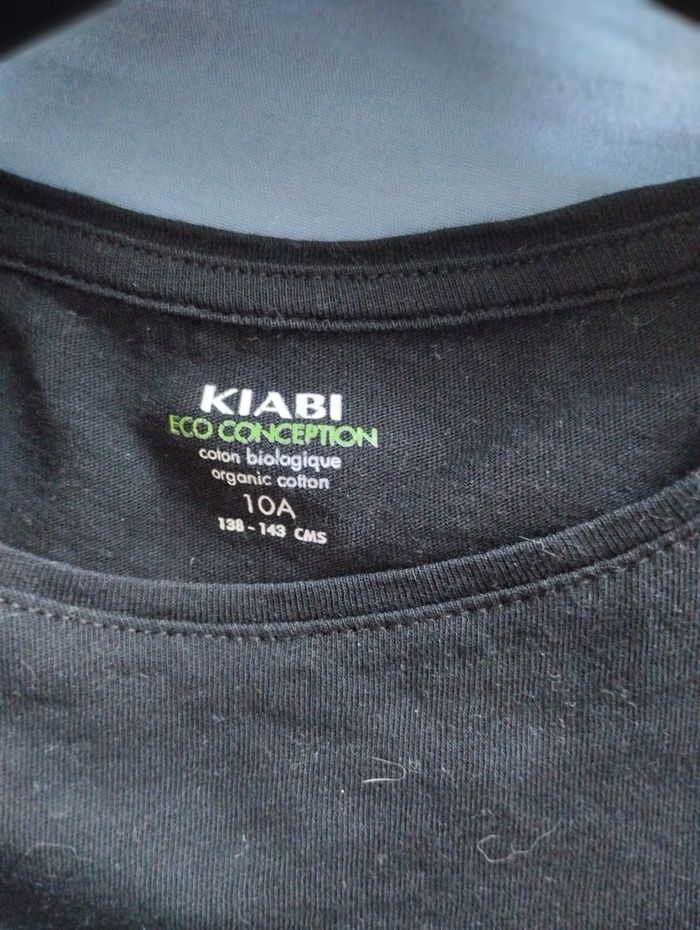 KIABI
ECO CONCEPTION
coton biologique
organic cotton
10A
138 - 143 CMS